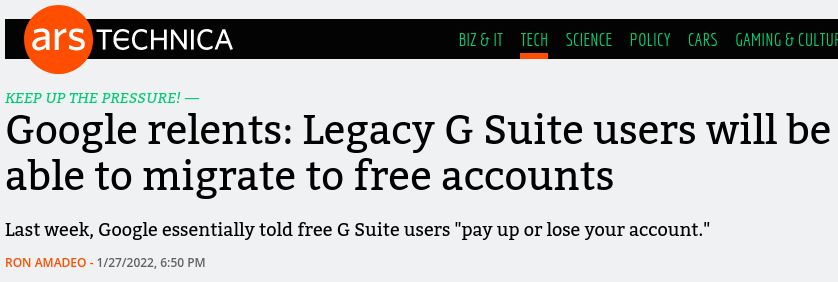 ars TECHNICA
BIZ & IT TECH SCIENCE POLICY CARS GAMING & CULTUR
KEEP UP THE PRESSURE! —
Google relents: Legacy G Suite users will be
able to migrate to free accounts
Last week, Google essentially told free G Suite users "pay up or lose your account."
RON AMADEO - 1/27/2022, 6:50 PM